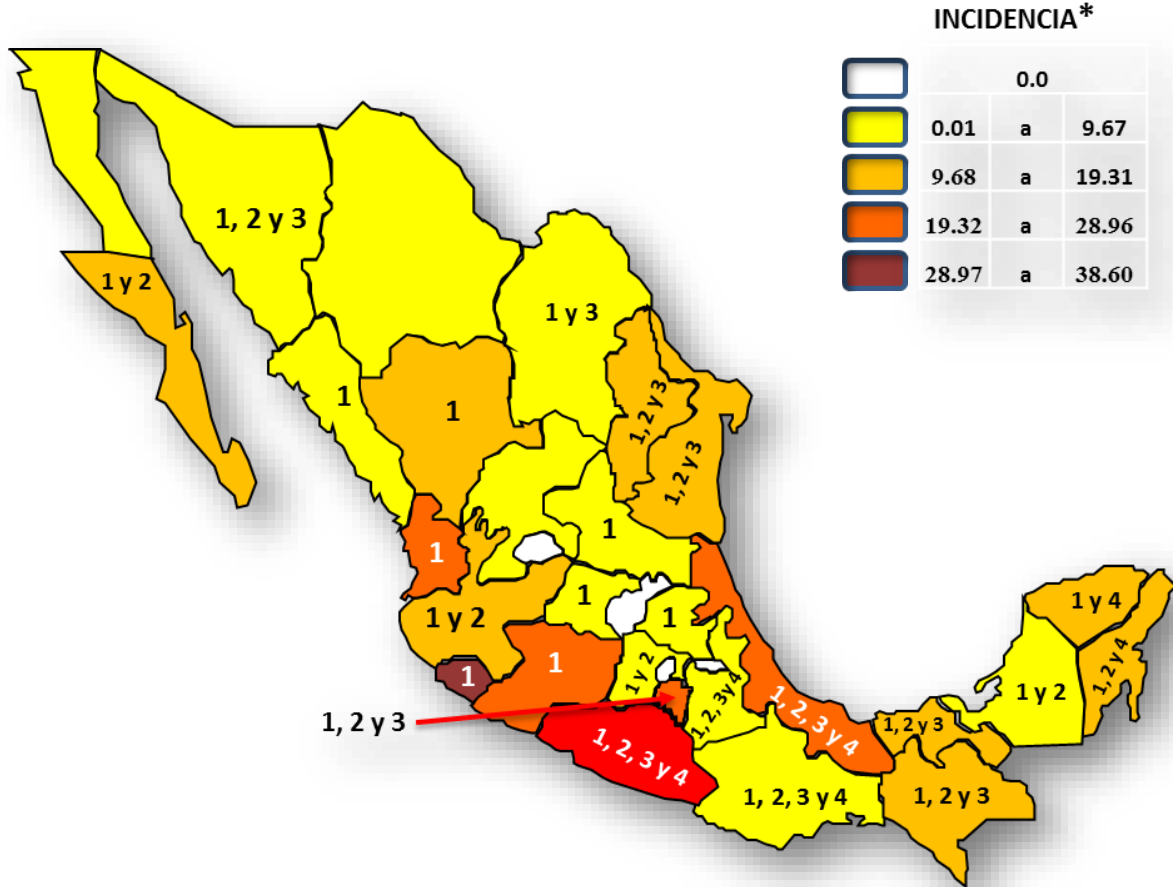 INCIDENCIA*
0.0
0.01 a 9.67
9.68 a 19.31
19.32 a 28.96
28.97 a 38.60
1, 2 y 3
1 y 2
1 y 3
1
1
1, 2 y 3
1, 2 y 3
1
1
1
1 y 2
1
1
1
1 y 2
1, 2, 3 y 4
1, 2 y 3
1, 2, 3 y 4
1, 2, 3 y 4
1, 2, 3 y 4
1, 2 y 3
1, 2 y 3
1 y 2
1 y 4
1, 2 y 4